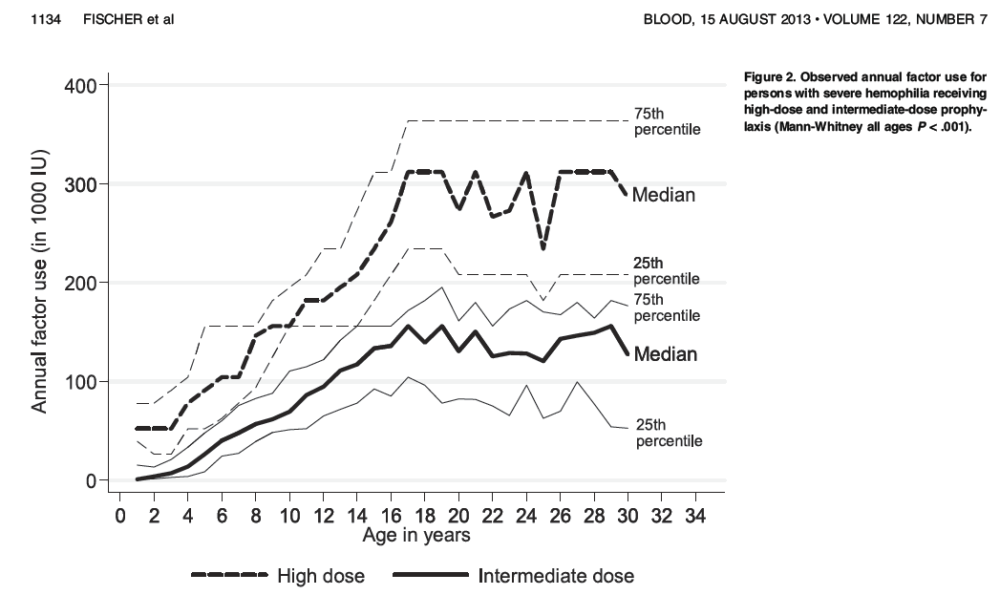 1134 FISCHER et al
BLOOD, 15 AUGUST 2013 • VOLUME 122, NUMBER 7
Figure 2. Observed annual factor use for
persons with severe hemophilia receiving
high-dose and intermediate-dose prophy-
laxis (Mann-Whitney all ages P < .001).
Annual factor use (in 1000 IU)
400
300
200
100
0
75th
percentile
Median
25th
percentile
75th
percentile
Median
25th
percentile
0 2 4 6 8 10 12 14 16 18 20 22 24 26 28 30 32 34
Age in years
High dose
Intermediate dose